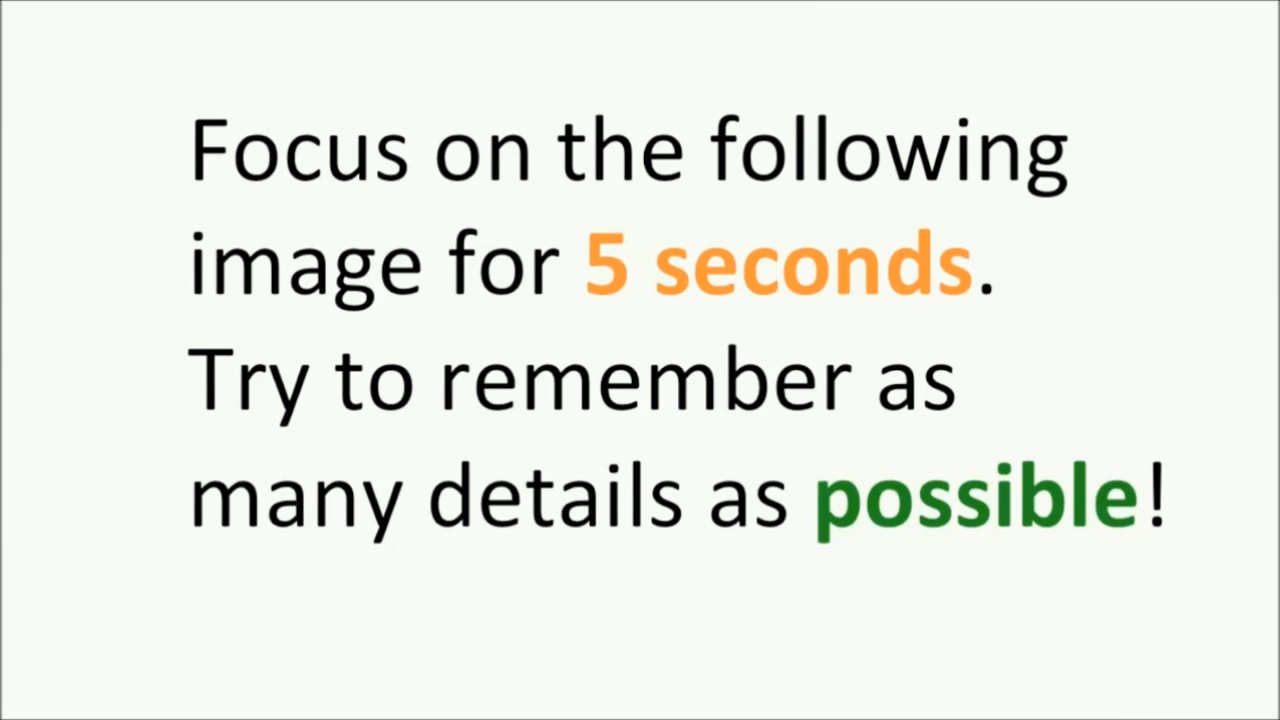 Focus on the following
image for 5 seconds.
Try to remember as
many details as possible!